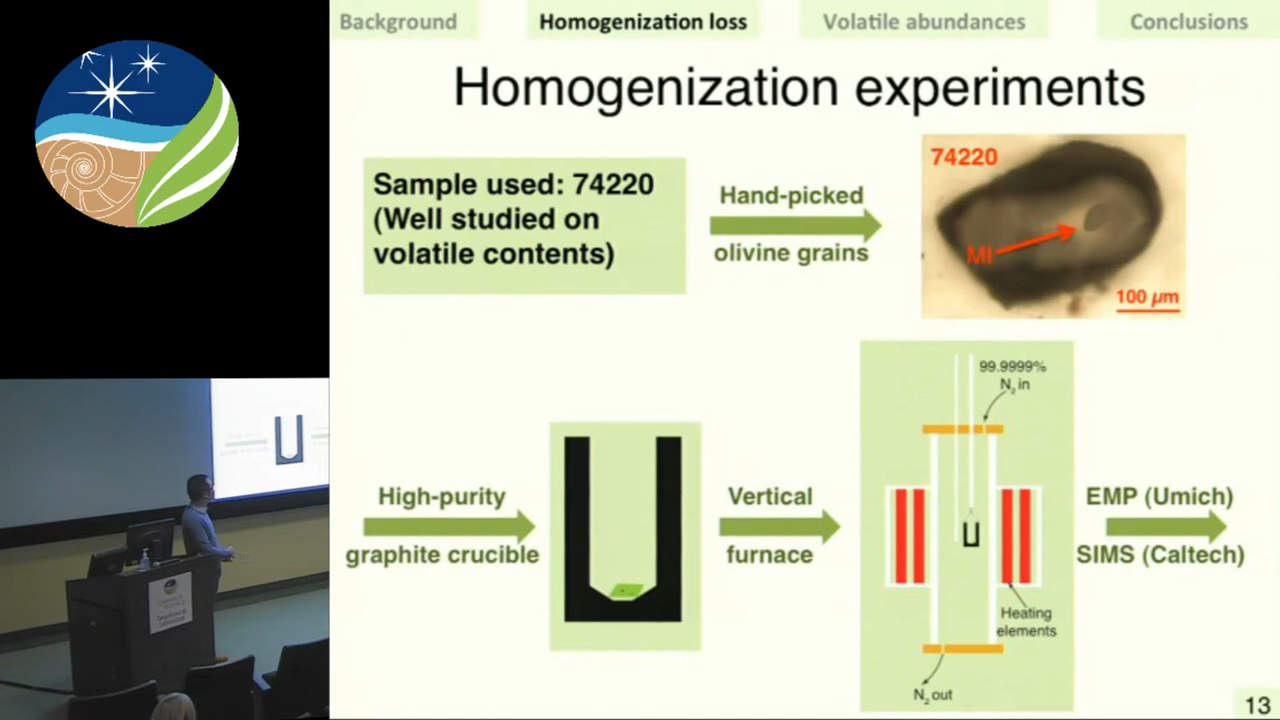 Background
Homogenization loss
Volatile abundances
Conclusions
Homogenization experiments
Sample used: 74220
(Well studied on
volatile contents)
Hand-picked
olivine grains
74220
MI
100 µm
High-purity
graphite crucible
Vertical
furnace
99.9999%
N2 in
Heating
elements
N2 out
EMP (Umich)
SIMS (Caltech)
13